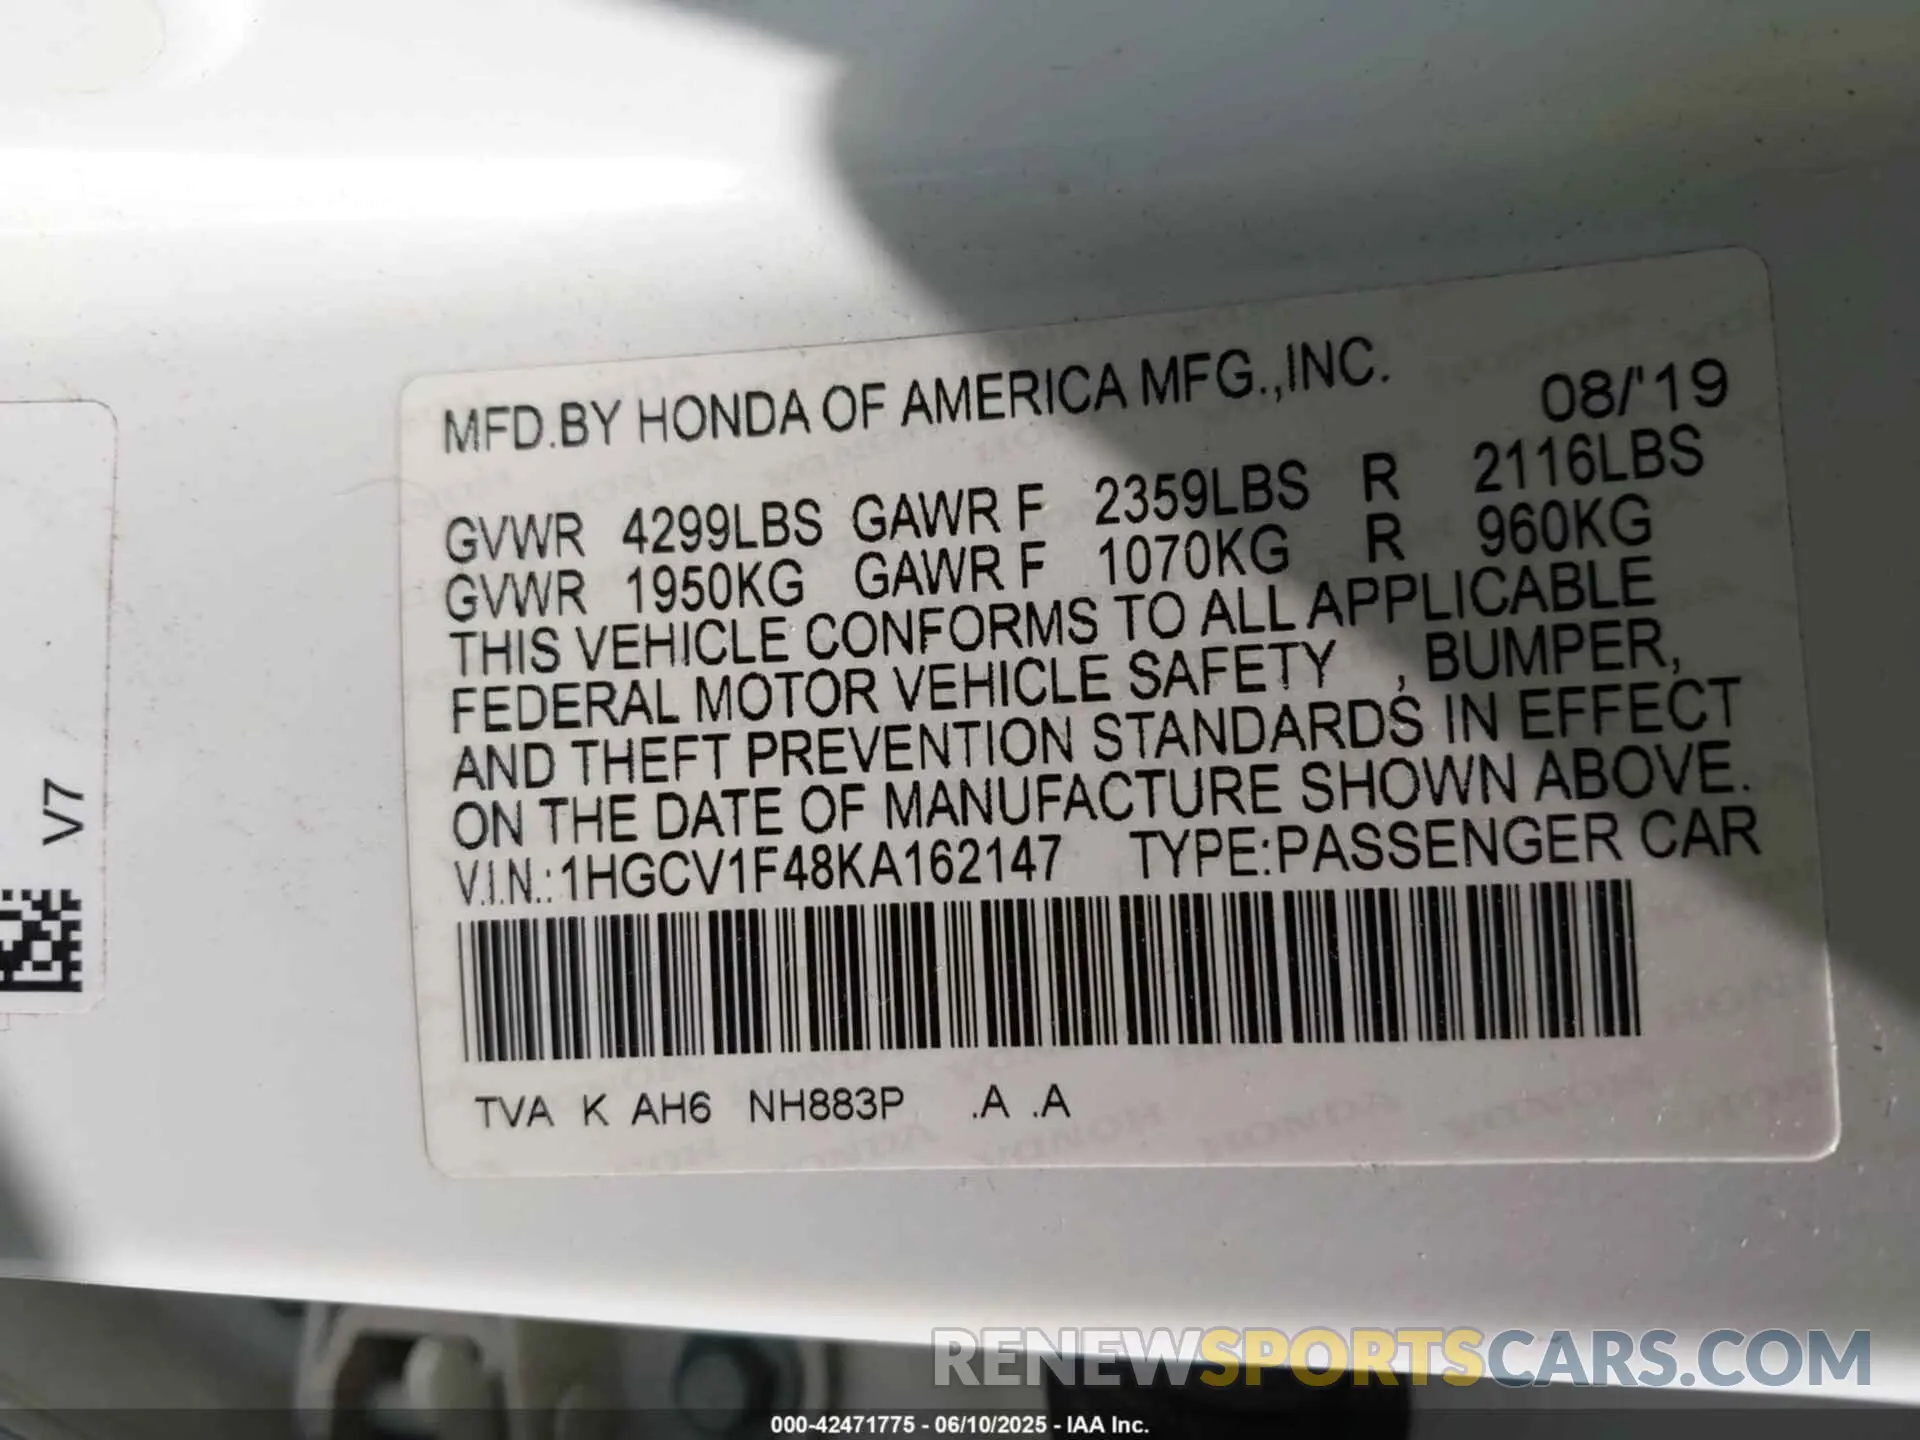 MFD.BY HONDA OF AMERICA MFG.,INC. 08/'19
GVWR 4299LBS GAWR F 2359LBS R 2116LBS
GVWR 1950KG GAWR F 1070KG R 960KG
THIS VEHICLE CONFORMS TO ALL APPLICABLE
FEDERAL MOTOR VEHICLE SAFETY , BUMPER,
AND THEFT PREVENTION STANDARDS IN EFFECT
ON THE DATE OF MANUFACTURE SHOWN ABOVE.
V.I.N.:1HGCV1F48KA162147 TYPE:PASSENGER CAR
TVA K AH6 NH883P .A .A
V7
RENEWSPORTSCARS.COM
000-42471775 - 06/10/2025 - IAA Inc.